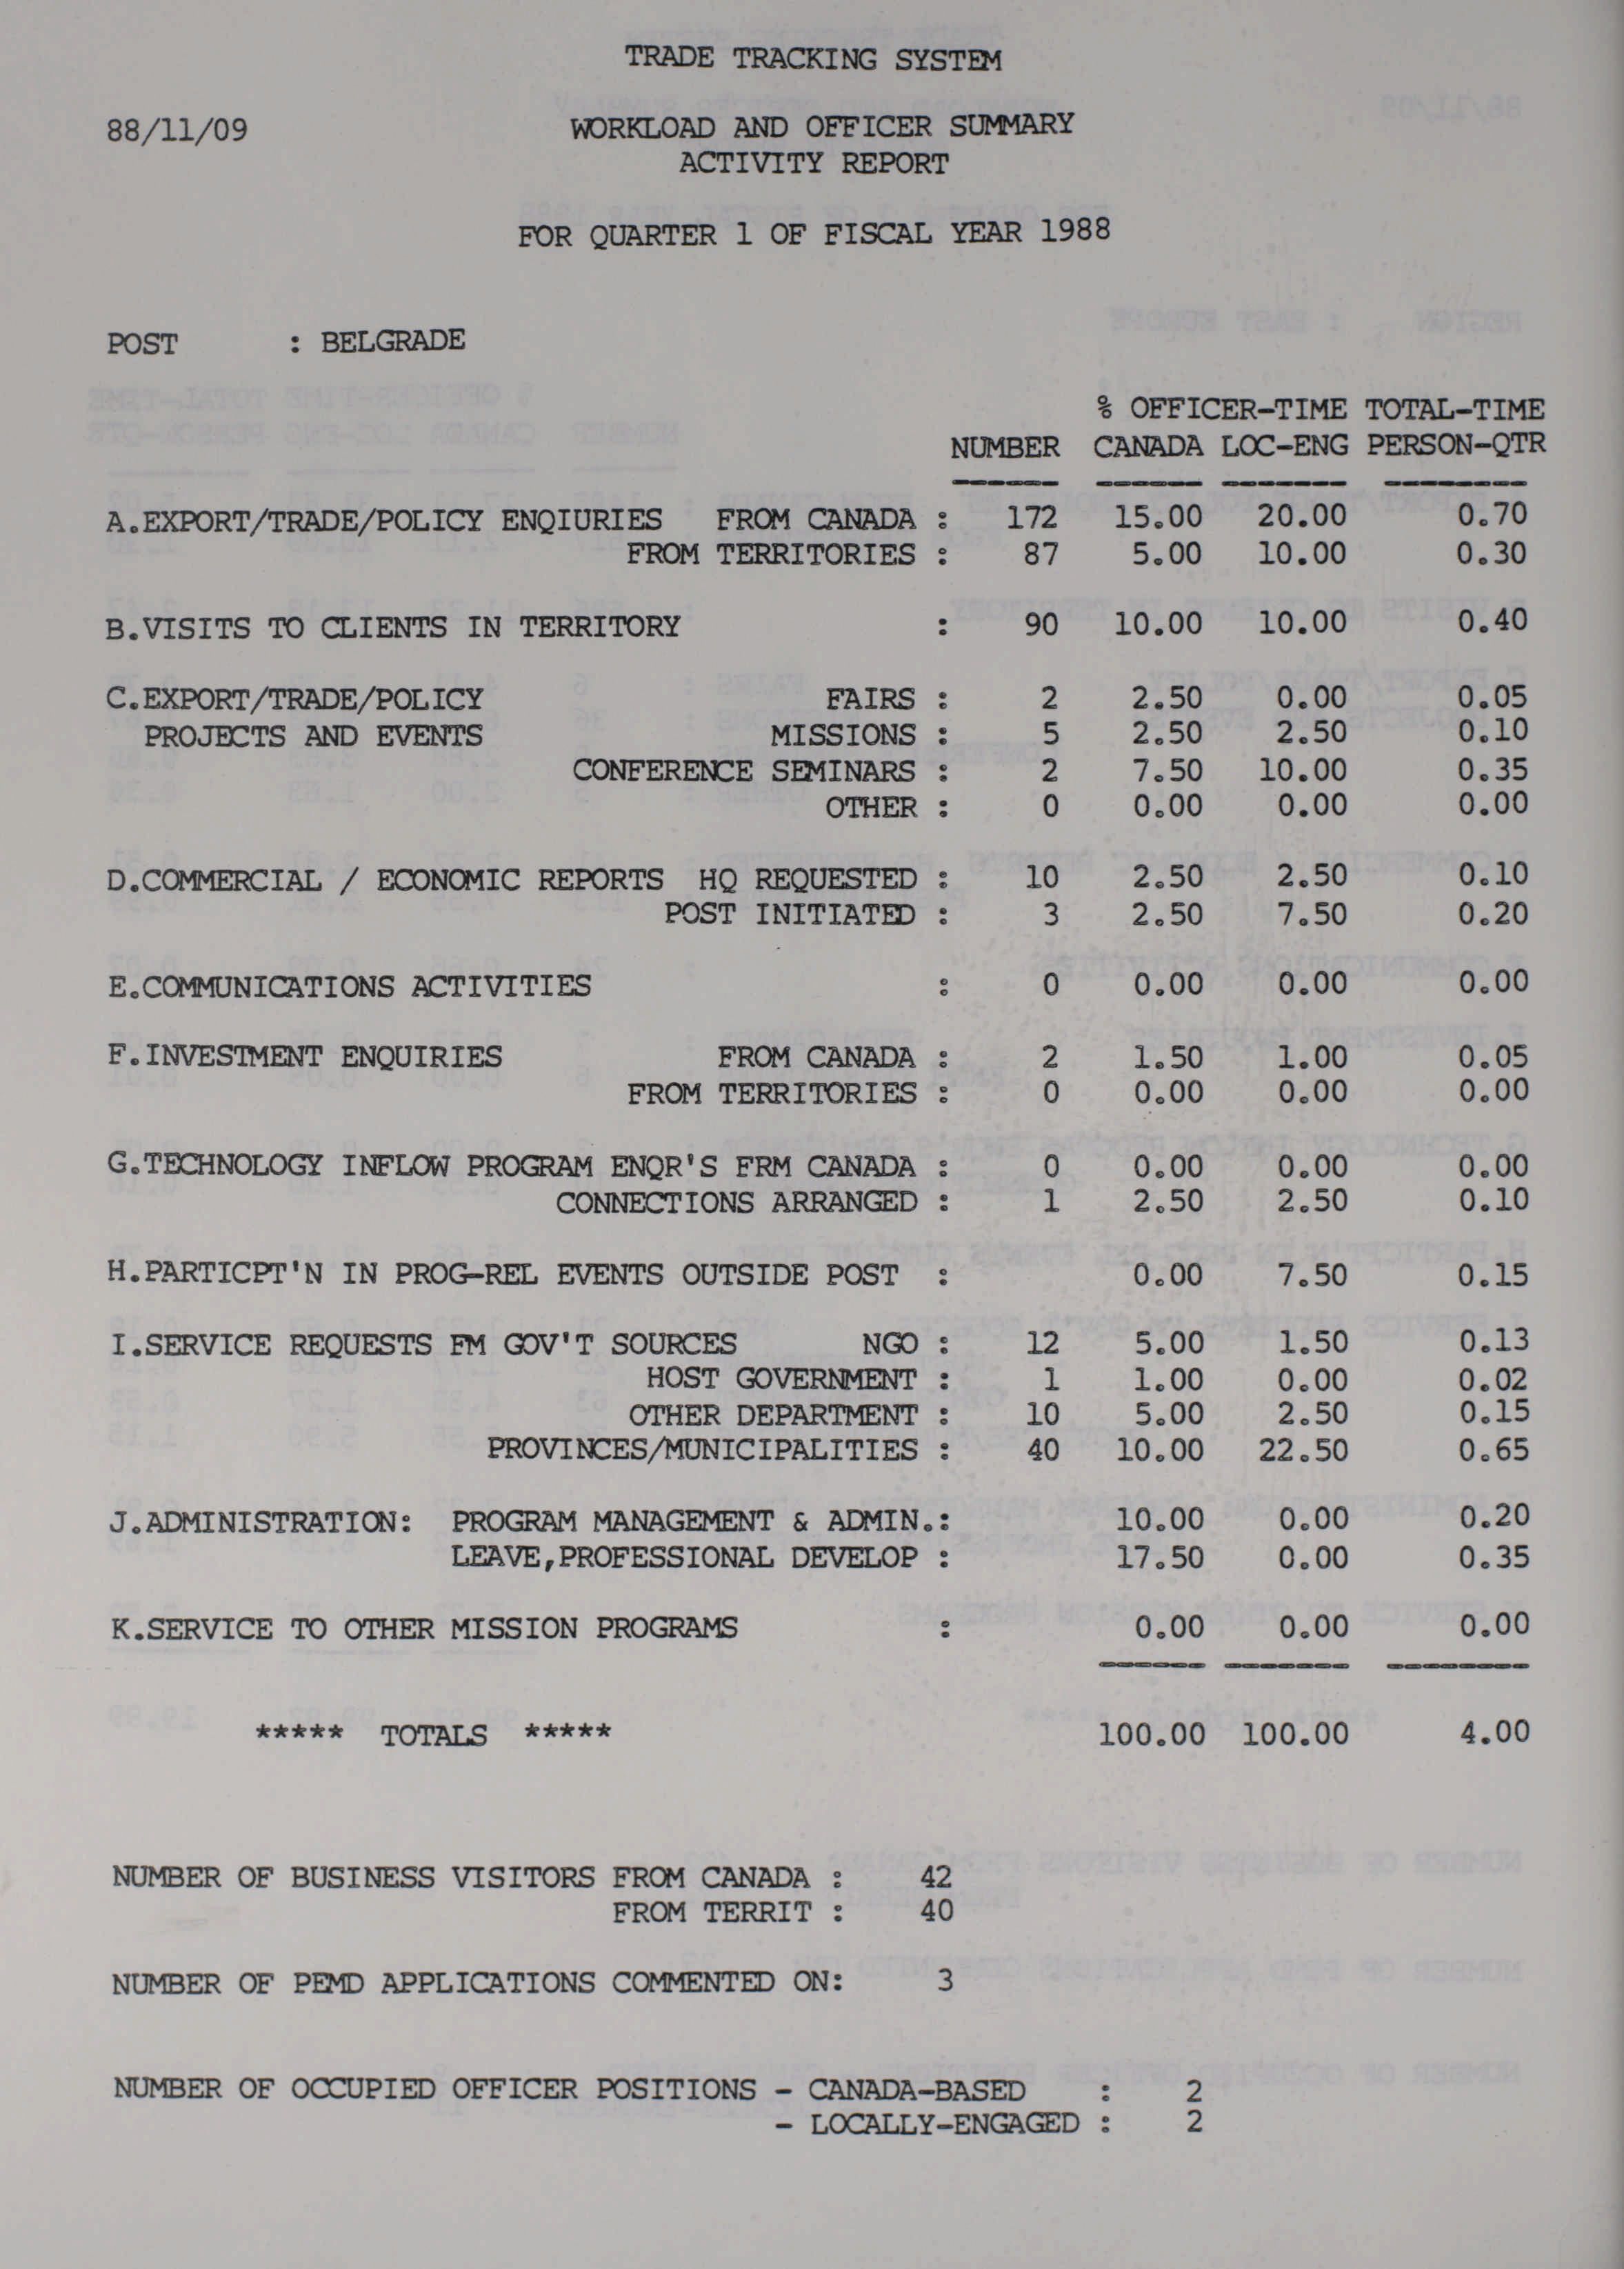 TRADE TRACKING SYSTEM
88/11/09 WORKLOAD AND OFFICER SUMMARY
ACTIVITY REPORT
FOR QUARTER 1 OF FISCAL YEAR 1988
POST : BELGRADE
% OFFICER-TIME TOTAL-TIME
NUMBER CANADA LOC-ENG PERSON-QTR
A.EXPORT/TRADE/POLICY ENQIURIES FROM CANADA : 172 15.00 20.00 0.70
FROM TERRITORIES : 87 5.00 10.00 0.30
B.VISITS TO CLIENTS IN TERRITORY : 90 10.00 10.00 0.40
C.EXPORT/TRADE/POLICY FAIRS : 2 2.50 0.00 0.05
PROJECTS AND EVENTS MISSIONS : 5 2.50 2.50 0.10
CONFERENCE SEMINARS : 2 7.50 10.00 0.35
OTHER : 0 0.00 0.00 0.00
D.COMMERCIAL / ECONOMIC REPORTS HQ REQUESTED : 10 2.50 2.50 0.10
POST INITIATED : 3 2.50 7.50 0.20
E.COMMUNICATIONS ACTIVITIES : 0 0.00 0.00 0.00
F.INVESTMENT ENQUIRIES FROM CANADA : 2 1.50 1.00 0.05
FROM TERRITORIES : 0 0.00 0.00 0.00
G.TECHNOLOGY INFLOW PROGRAM ENQR'S FRM CANADA : 0 0.00 0.00 0.00
CONNECTIONS ARRANGED : 1 2.50 2.50 0.10
H.PARTICPT'N IN PROG-REL EVENTS OUTSIDE POST : 0.00 7.50 0.15
I.SERVICE REQUESTS FM GOV'T SOURCES NGO : 12 5.00 1.50 0.13
HOST GOVERNMENT : 1 1.00 0.00 0.02
OTHER DEPARTMENT : 10 5.00 2.50 0.15
PROVINCES/MUNICIPALITIES : 40 10.00 22.50 0.65
J.ADMINISTRATION: PROGRAM MANAGEMENT & ADMIN.: 10.00 0.00 0.20
LEAVE,PROFESSIONAL DEVELOP : 17.50 0.00 0.35
K.SERVICE TO OTHER MISSION PROGRAMS : 0.00 0.00 0.00
***** TOTALS ***** 100.00 100.00 4.00
NUMBER OF BUSINESS VISITORS FROM CANADA : 42
FROM TERRIT : 40
NUMBER OF PEMD APPLICATIONS COMMENTED ON: 3
NUMBER OF OCCUPIED OFFICER POSITIONS - CANADA-BASED : 2
- LOCALLY-ENGAGED : 2